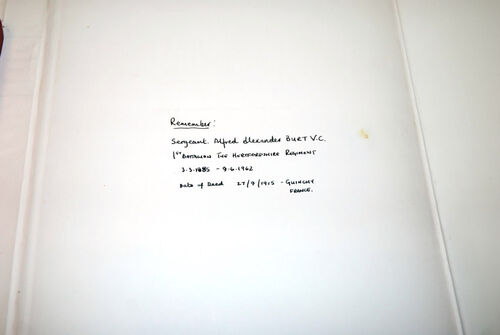 Remember:
Sergeant Alfred Alexander BURT V.C.
1ST BATTALION THE HERTFORDSHIRE REGIMENT
3.3.1885 - 9.6.1962
Date of Deed 27/9/1915 - GUINCHY
FRANCE.